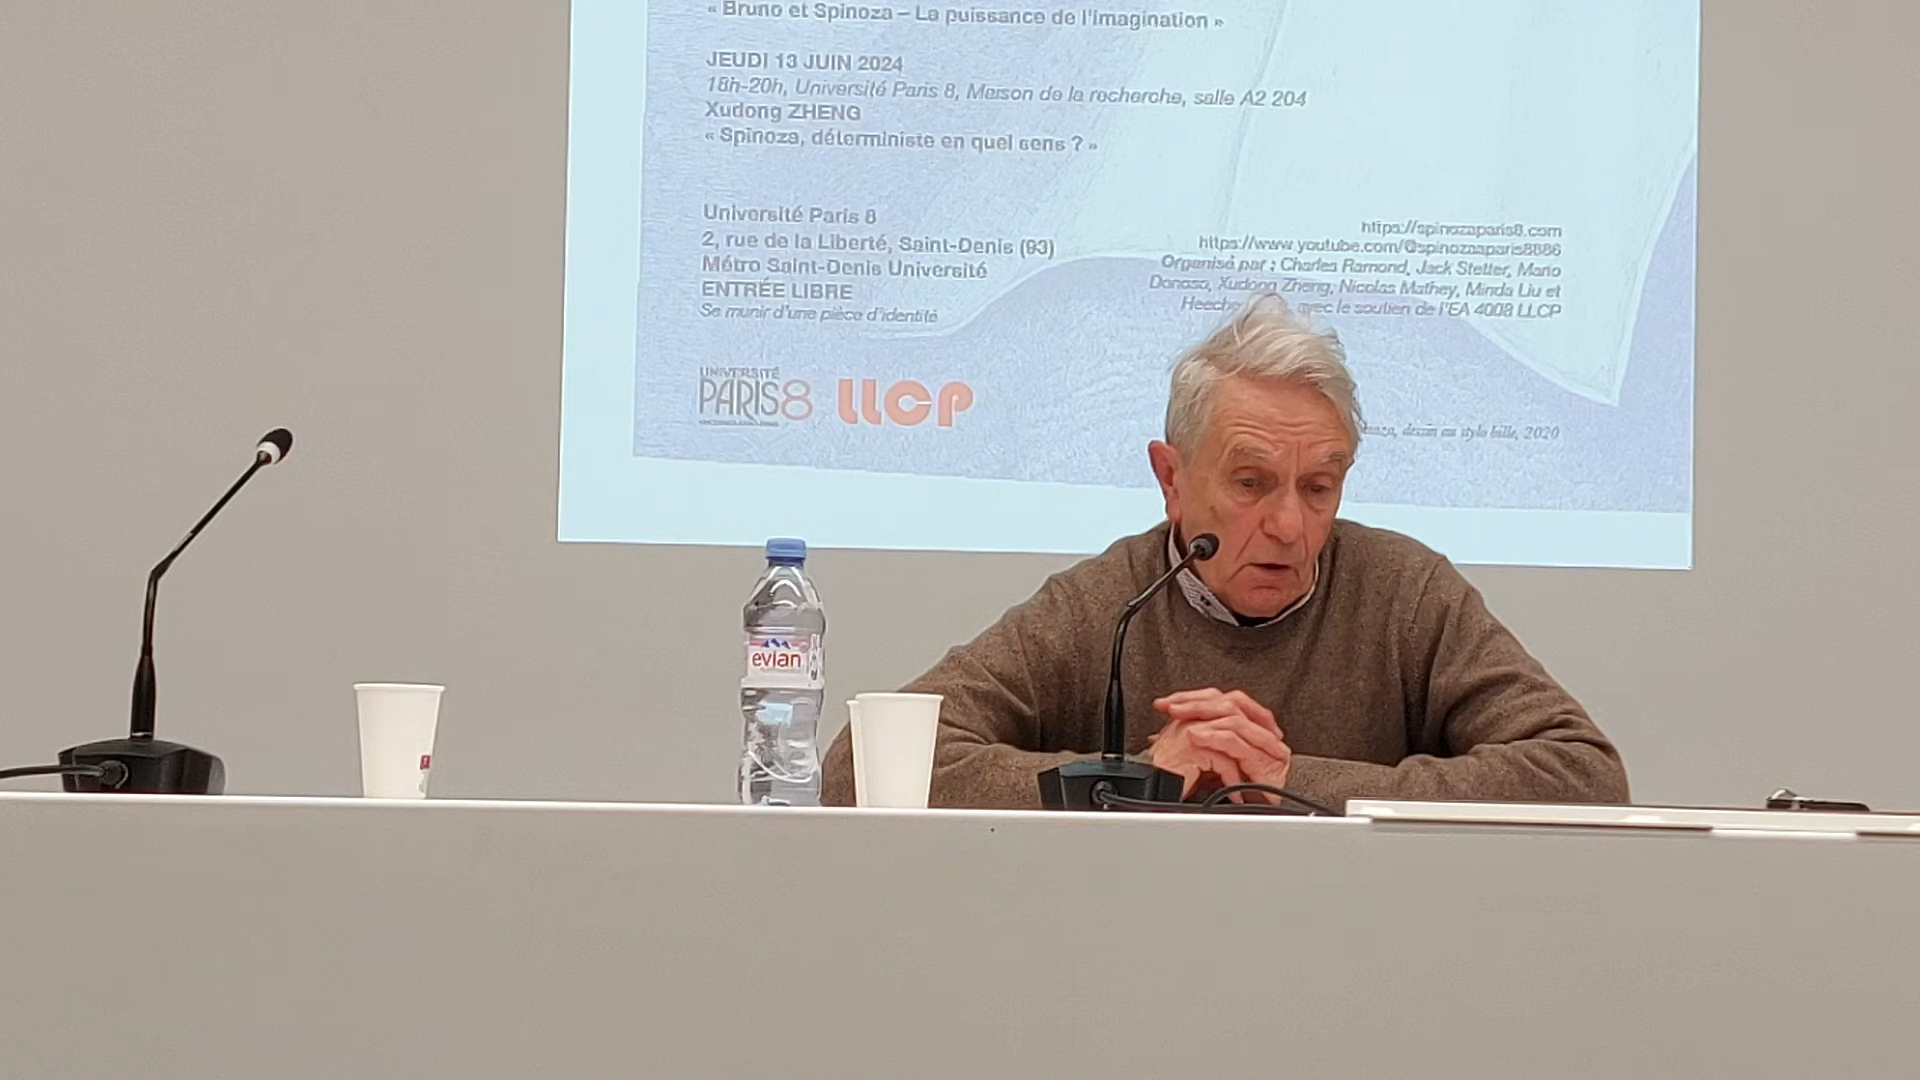 « Bruno et Spinoza – La puissance de l'Imagination »
JEUDI 13 JUIN 2024
18h-20h, Université Paris 8, Maison de la recherche, salle A2 204
Xudong ZHENG
« Spinoza, déterministe en quel sens ? »
Université Paris 8
2, rue de la Liberté, Saint-Denis (93)
Métro Saint-Denis Université
ENTRÉE LIBRE
Se munir d'une pièce d'identité
https://spinozaparis8.com
https://www.youtube.com/@spinozaparis8886
Organisé par : Charles Ramond, Jack Stetter, Mario
Donoso, Xudong Zheng, Nicolas Mathey, Minda Liu et
avec le soutien de l'EA 4008 LLCP
UNIVERSITÉ
PARIS8
LLCP
dessin au stylo bille, 2020
evian